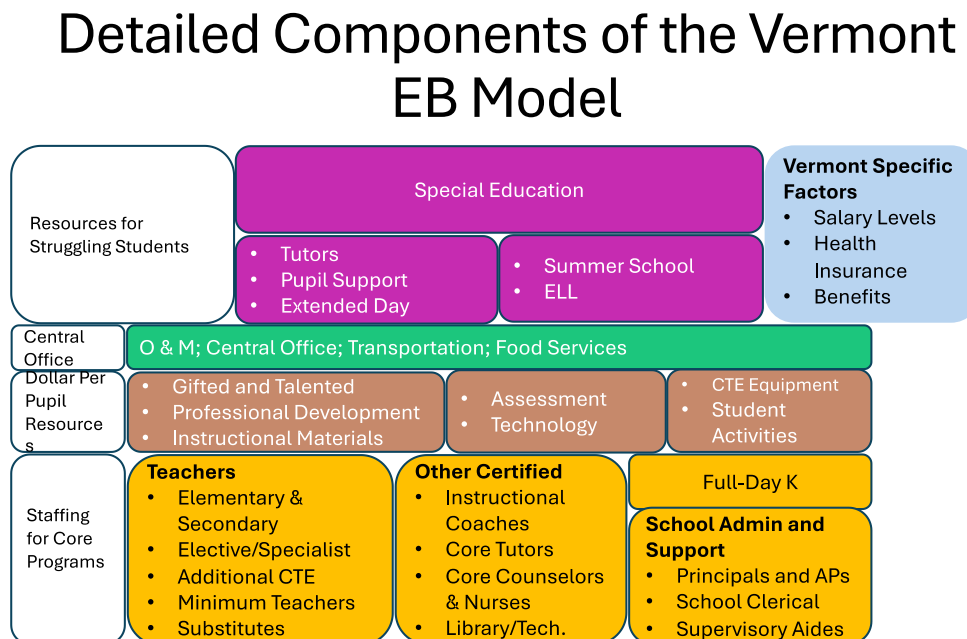 Detailed Components of the Vermont
EB Model
Resources for
Struggling Students
Special Education
• Tutors
• Pupil Support
• Extended Day
• Summer School
• ELL
Vermont Specific
Factors
• Salary Levels
• Health
Insurance
• Benefits
Central
Office
O & M; Central Office; Transportation; Food Services
Dollar Per
Pupil
Resource
s
• Gifted and Talented
• Professional Development
• Instructional Materials
• Assessment
• Technology
• CTE Equipment
• Student
Activities
Staffing
for Core
Programs
Teachers
• Elementary &
Secondary
• Elective/Specialist
• Additional CTE
• Minimum Teachers
• Substitutes
Other Certified
• Instructional
Coaches
• Core Tutors
• Core Counselors
& Nurses
• Library/Tech.
Full-Day K
School Admin and
Support
• Principals and APs
• School Clerical
• Supervisory Aides